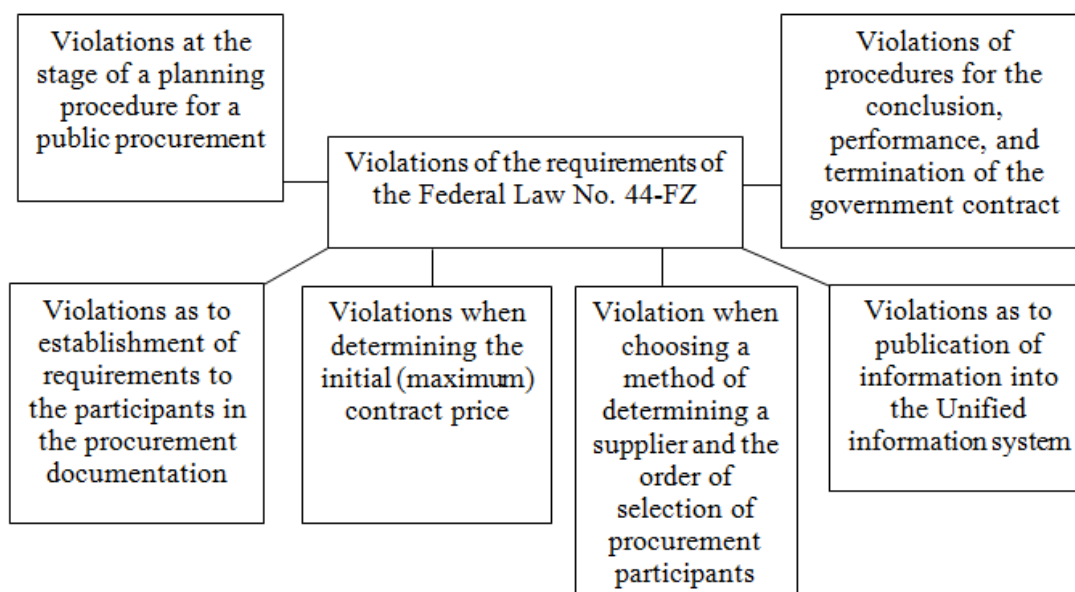 Violations at the
stage of a planning
procedure for a
public procurement
Violations of
procedures for the
conclusion,
performance, and
termination of the
government contract
Violations of the requirements of
the Federal Law No. 44-FZ
Violations as to
establishment of
requirements to
the participants in
the procurement
documentation
Violations when
determining the
initial (maximum)
contract price
Violation when
choosing a
method of
determining a
supplier and the
order of
selection of
procurement
participants
Violations as to
publication of
information into
the Unified
information system